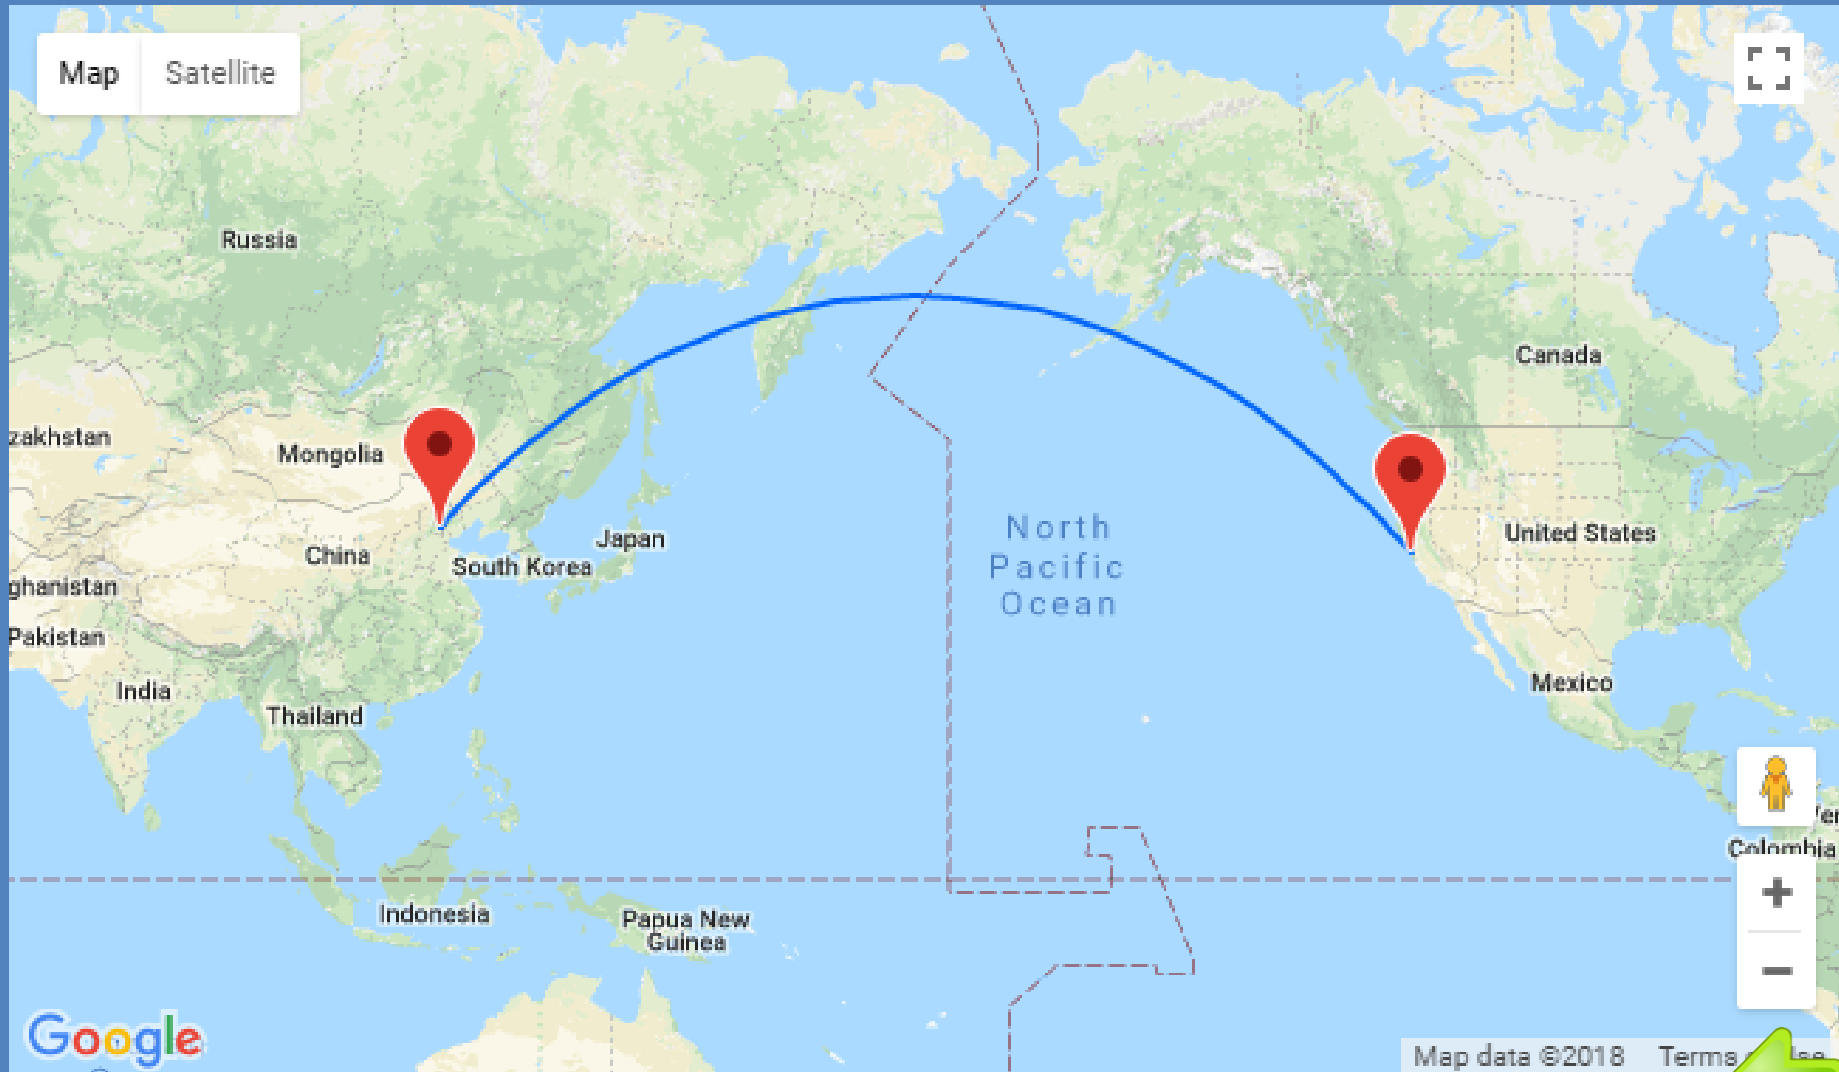 Map Satellite
Russia
Canada
zakhstan
Mongolia
North
Pacific
Ocean
United States
Japan
China
South Korea
ghanistan
Pakistan
India
Mexico
Thailand
Colombia
Indonesia
Papua New
Guinea
Google
Map data ©2018 Terms